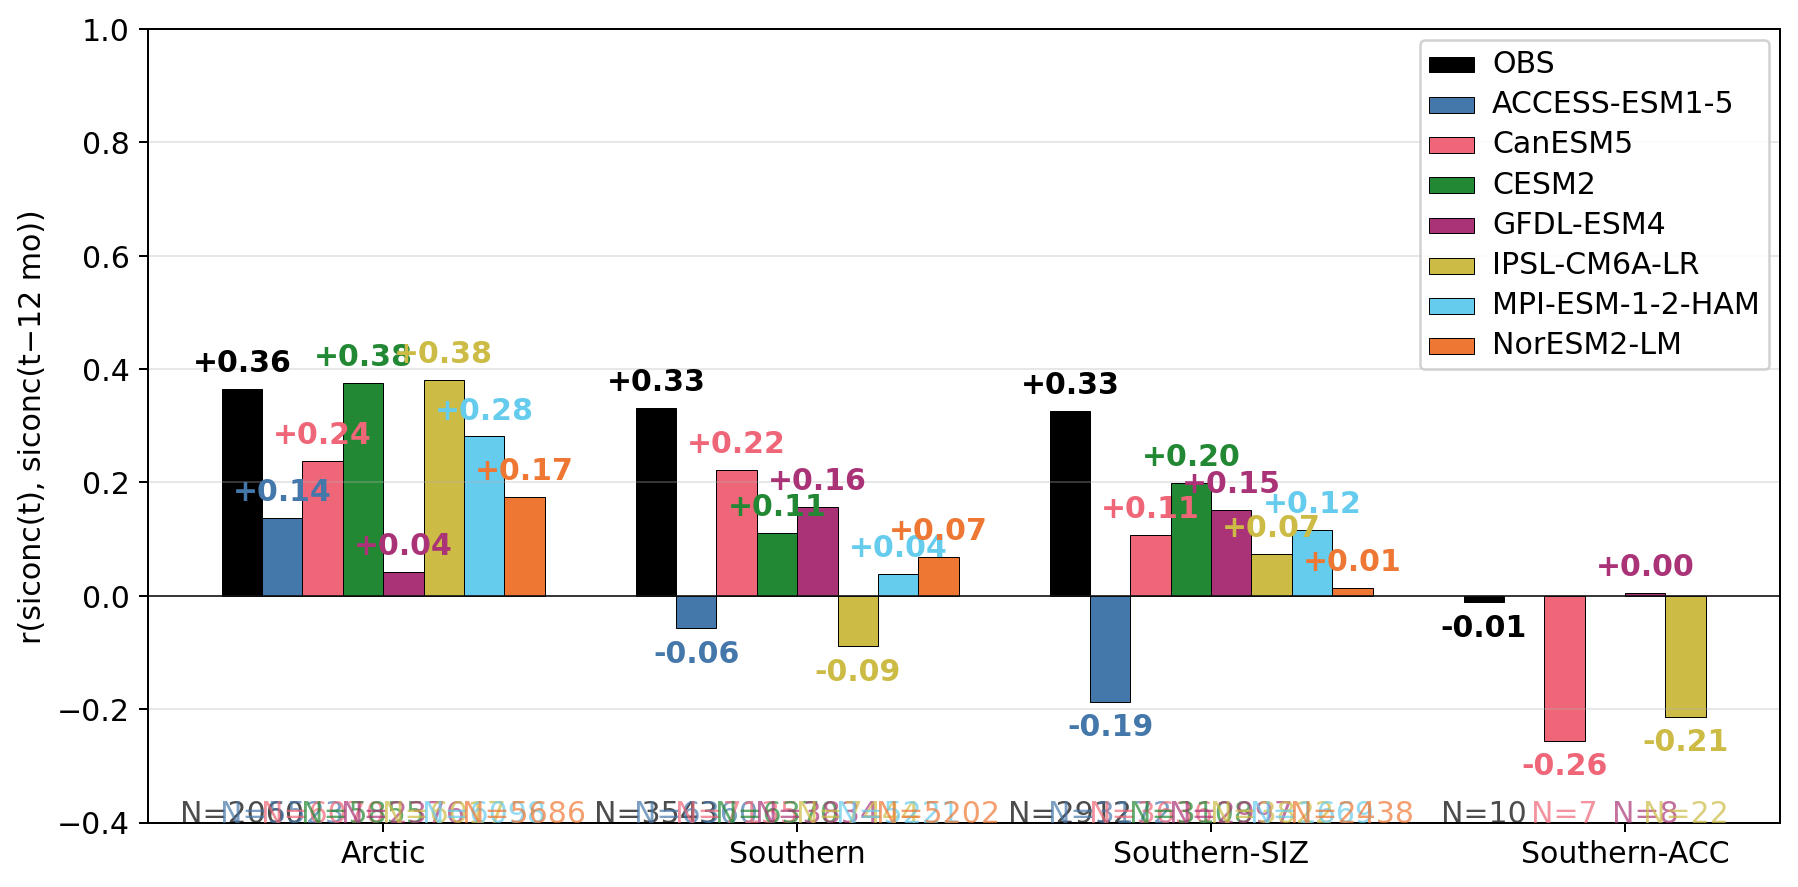 1.0
0.8
0.6
0.4
0.2
0.0
−0.2
−0.4
r(siconc(t), siconc(t−12 mo))
OBS
ACCESS-ESM1-5
CanESM5
CESM2
GFDL-ESM4
IPSL-CM6A-LR
MPI-ESM-1-2-HAM
NorESM2-LM
+0.36
+0.14
+0.24
+0.38
+0.04
+0.38
+0.28
+0.17
+0.33
-0.06
+0.22
+0.11
+0.16
-0.09
+0.04
+0.07
+0.33
-0.19
+0.11
+0.20
+0.15
+0.07
+0.12
+0.01
-0.01
-0.26
+0.00
-0.21
N=10
N=7
N=8
N=22
Arctic
Southern
Southern-SIZ
Southern-ACC